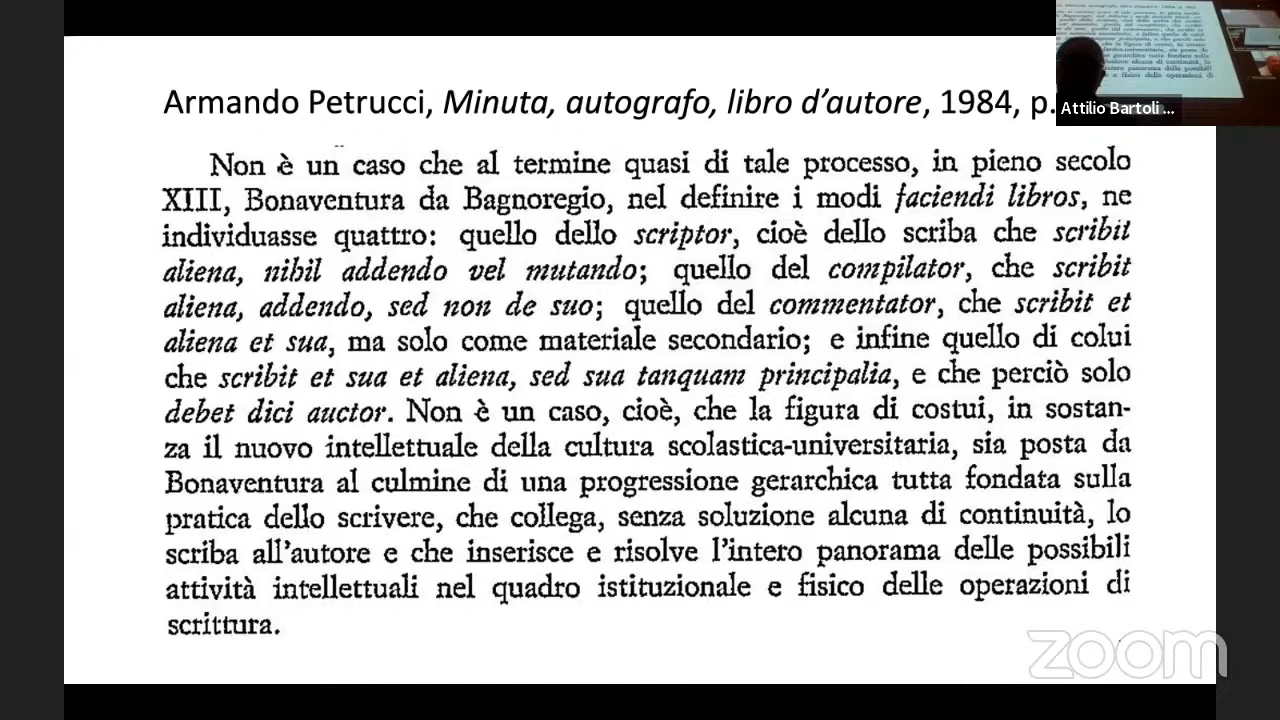 Armando Petrucci, Minuta, autografo, libro d'autore, 1984, p.
Attilio Bartoli ...
Non è un caso che al termine quasi di tale processo, in pieno secolo
XIII, Bonaventura da Bagnoregio, nel definire i modi faciendi libros, ne
individuasse quattro: quello dello scriptor, cioè dello scriba che scribit
aliena, nihil addendo vel mutando; quello del compilator, che scribit
aliena, addendo, sed non de suo; quello del commentator, che scribit et
aliena et sua, ma solo come materiale secondario; e infine quello di colui
che scribit et sua et aliena, sed sua tanquam principalia, e che perciò solo
debet dici auctor. Non è un caso, cioè, che la figura di costui, in sostan-
za il nuovo intellettuale della cultura scolastica-universitaria, sia posta da
Bonaventura al culmine di una progressione gerarchica tutta fondata sulla
pratica dello scrivere, che collega, senza soluzione alcuna di continuità, lo
scriba all'autore e che inserisce e risolve l'intero panorama delle possibili
attività intellettuali nel quadro istituzionale e fisico delle operazioni di
scrittura.
zoom